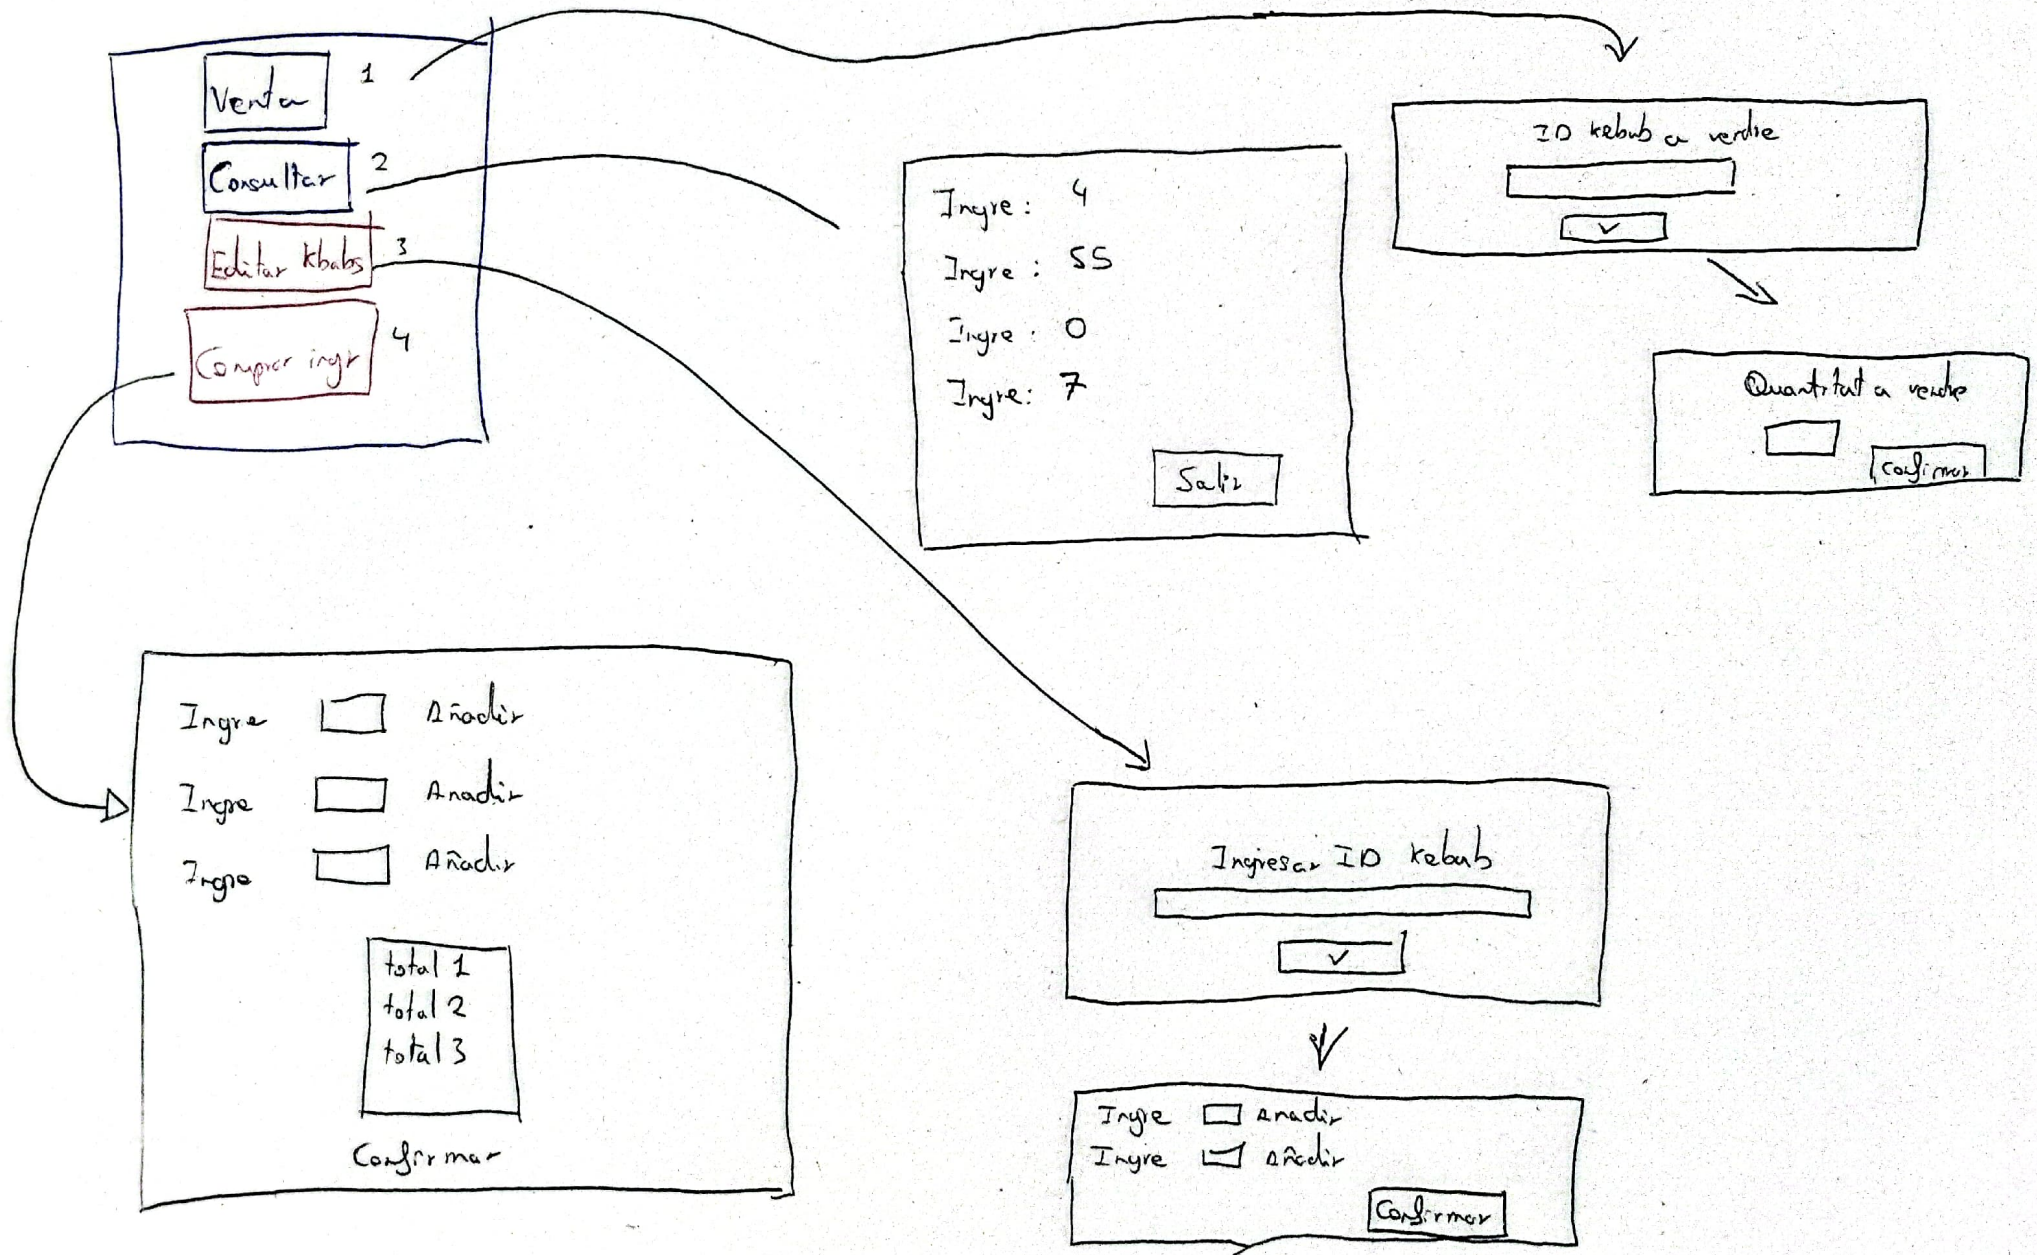 Venta 1
Consultar 2
Editar Kbabs 3
Comprar ingr 4
Ingre: 4
Ingre: 55
Ingre: 0
Ingre: 7
Salir
ID kebab a vendre
✓
Quantitat a vendre
Confirmar
Ingre Añadir
Ingre Anadir
Ingre Añadir
total 1
total 2
total 3
Confirmar
Ingresar ID Kebab
✓
Ingre Anadir
Ingre Añadir
Confirmar